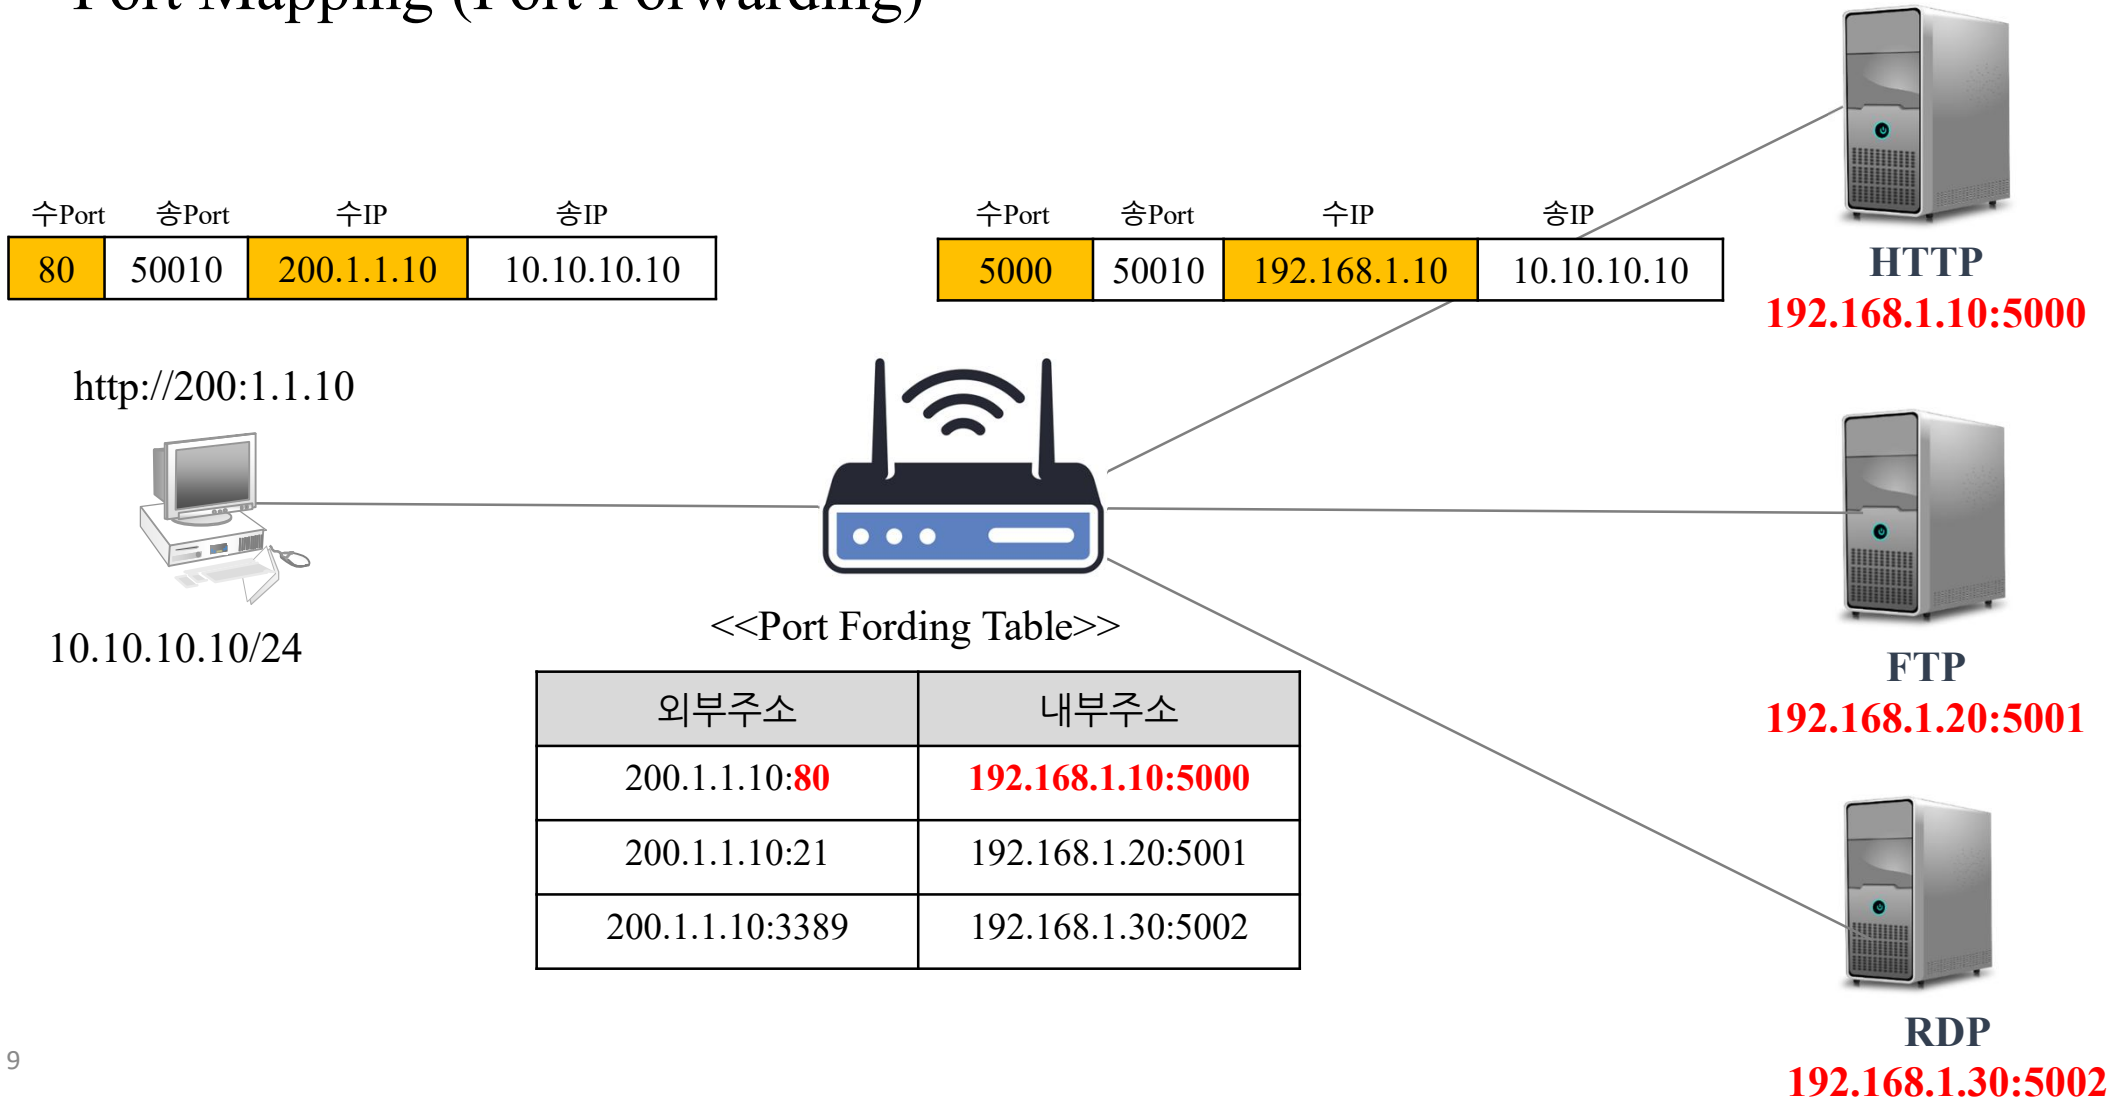 Port Mapping (Port Forwarding)
수Port 송Port 수IP 송IP
80 50010 200.1.1.10 10.10.10.10
수Port 송Port 수IP 송IP
5000 50010 192.168.1.10 10.10.10.10
HTTP
192.168.1.10:5000
http://200:1.1.10
10.10.10.10/24
<<Port Fording Table>>
외부주소 내부주소
200.1.1.10:80 192.168.1.10:5000
200.1.1.10:21 192.168.1.20:5001
200.1.1.10:3389 192.168.1.30:5002
FTP
192.168.1.20:5001
RDP
192.168.1.30:5002
9